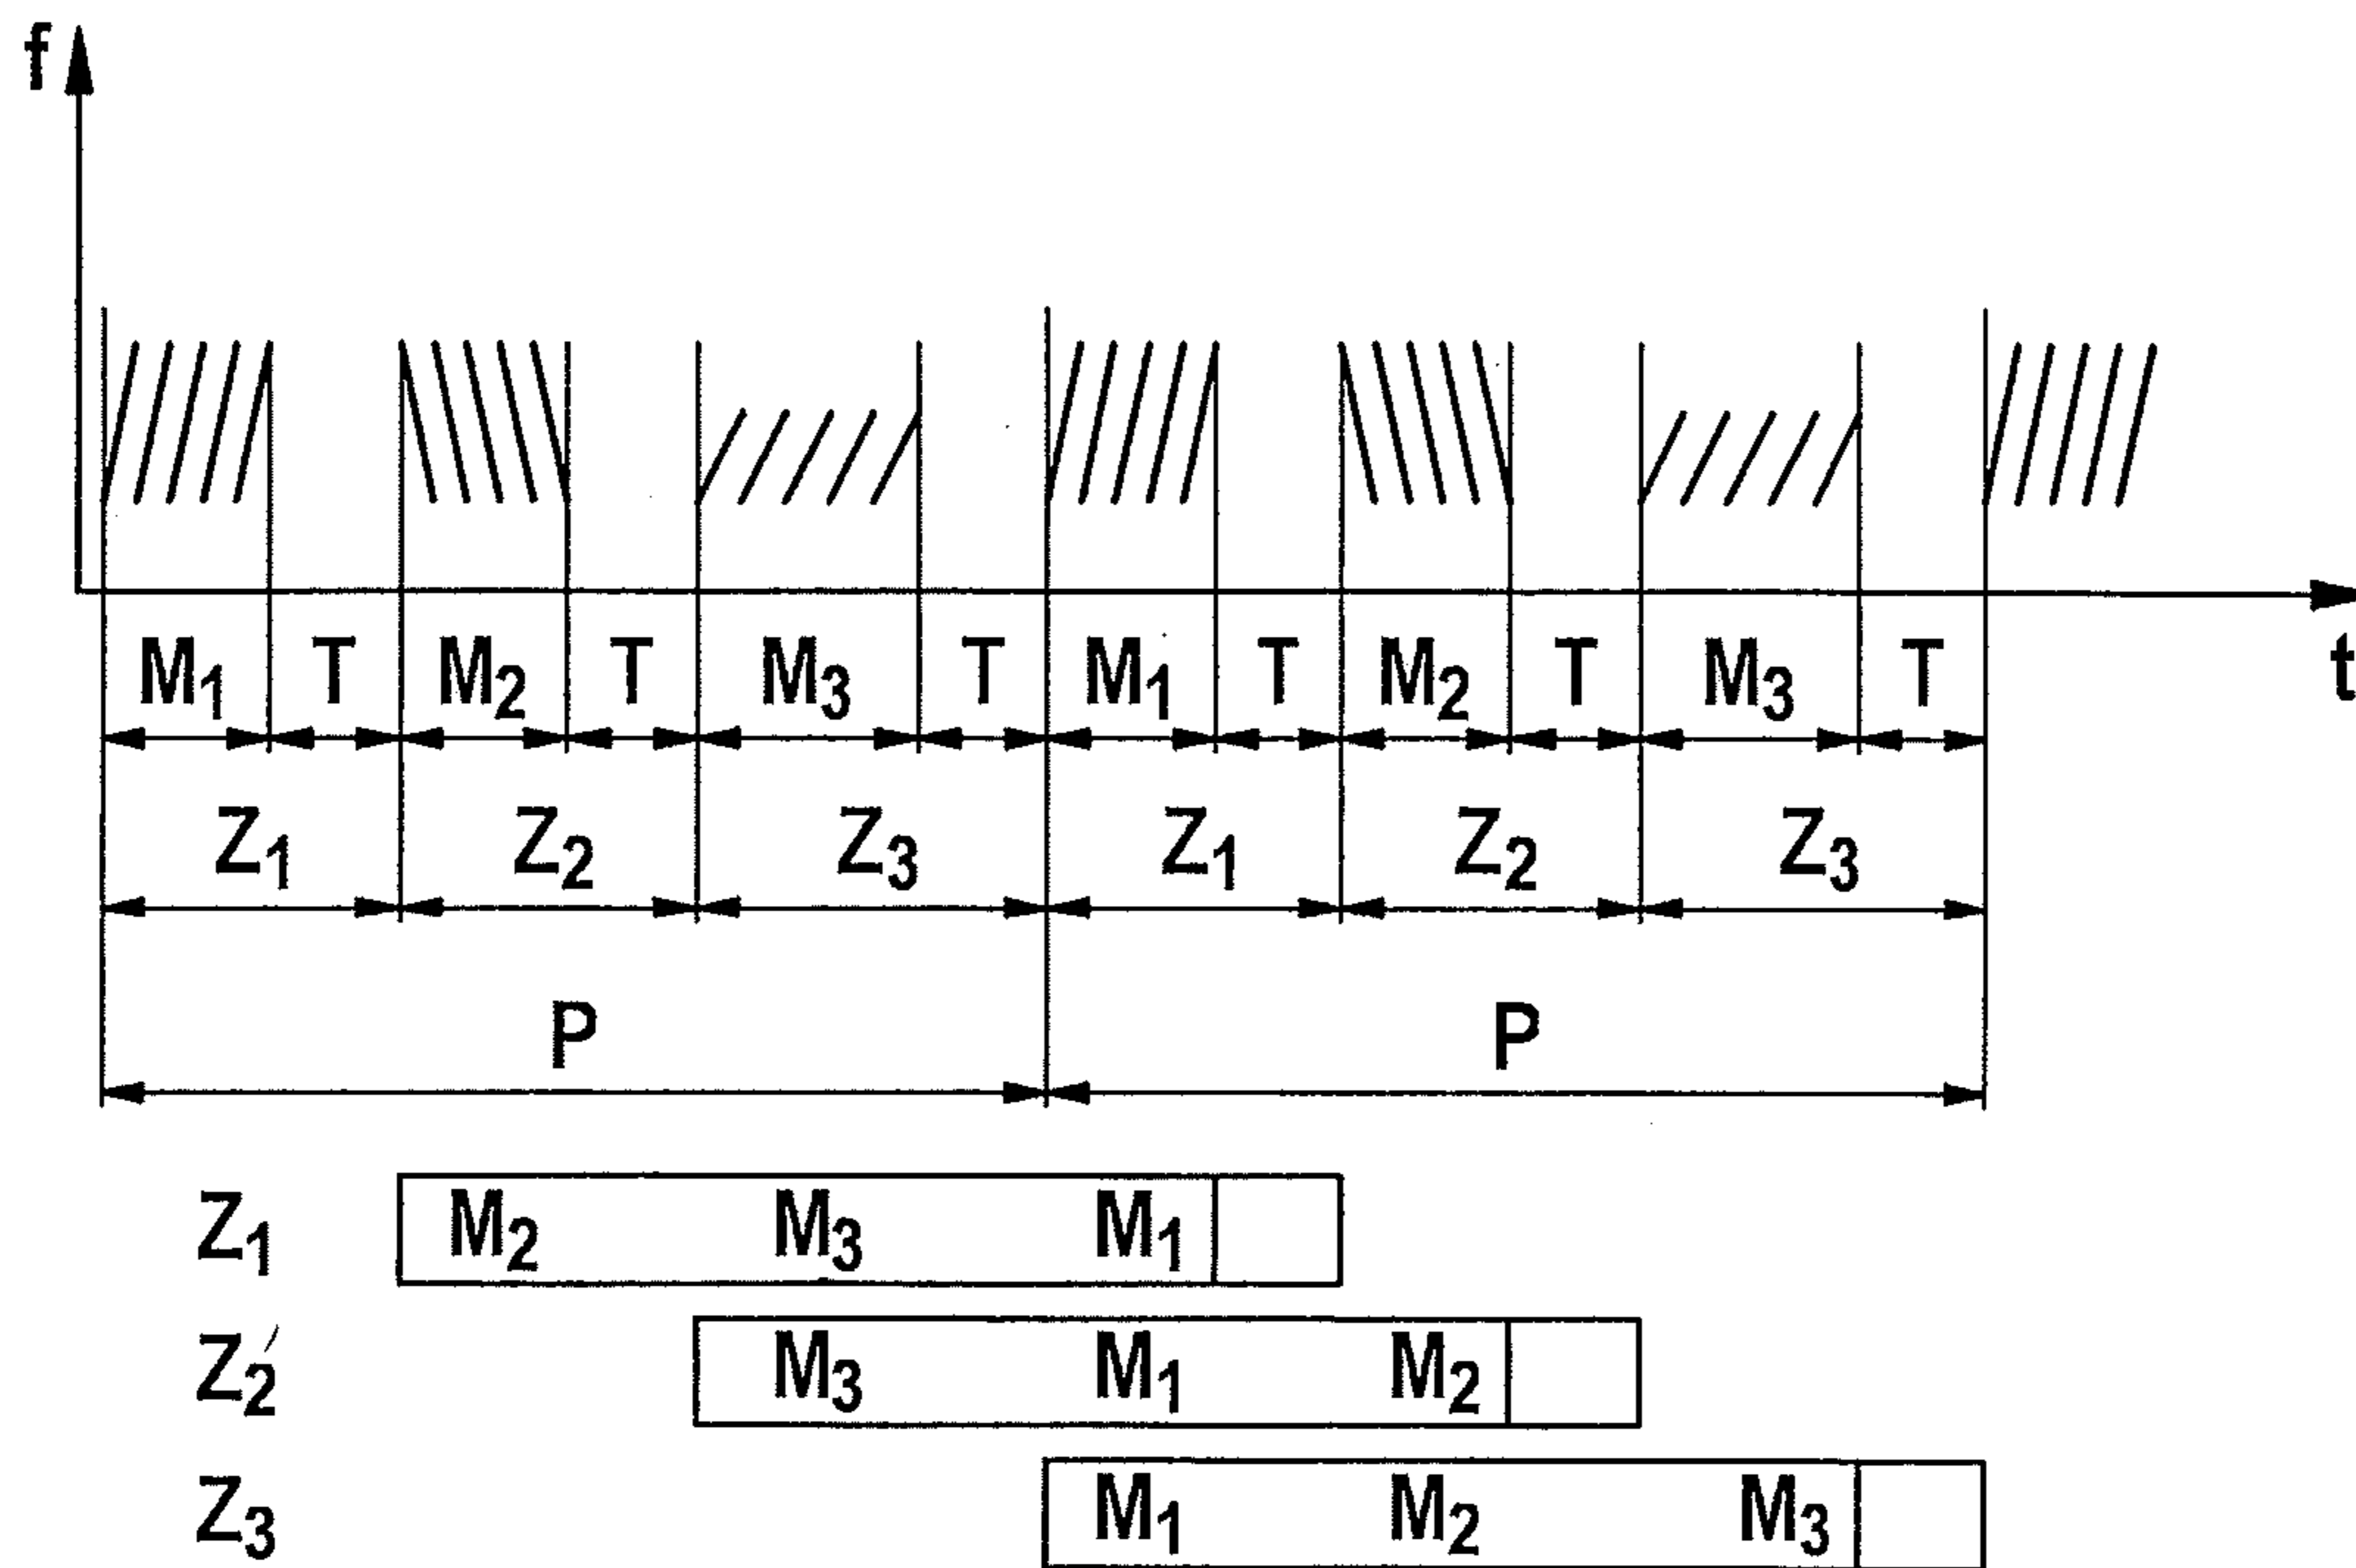 f
t
M₁ T M₂ T M₃ T M₁ T M₂ T M₃ T
Z₁ Z₂ Z₃ Z₁ Z₂ Z₃
P P
Z₁ M₂ M₃ M₁
Z₂ M₃ M₁ M₂
Z₃ M₁ M₂ M₃